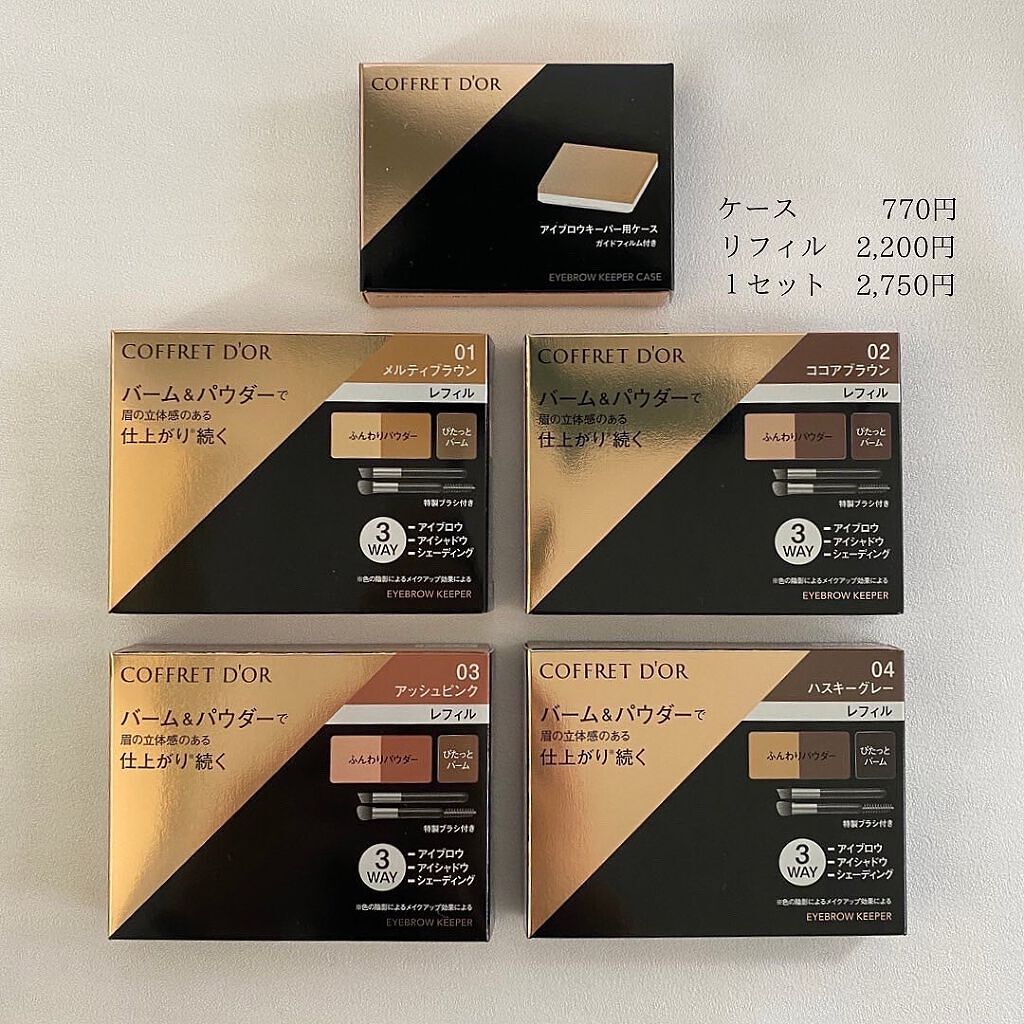 COFFRET D'OR
アイブロウキーパー用ケース
ガイドフィルム付き
EYEBROW KEEPER CASE
ケース 770円
リフィル 2,200円
1セット 2,750円
COFFRET D'OR
01
メルティブラウン
バーム&パウダーで
眉の立体感のある
仕上がり※続く
レフィル
ふんわりパウダー
ぴたっと
バーム
特製ブラシ付き
3
WAY
アイブロウ
アイシャドウ
シェーディング
※色の陰影によるメイクアップ効果による
EYEBROW KEEPER
COFFRET D'OR
02
ココアブラウン
バーム&パウダーで
眉の立体感のある
仕上がり※続く
レフィル
ふんわりパウダー
ぴたっと
バーム
特製ブラシ付き
3
WAY
アイブロウ
アイシャドウ
シェーディング
※色の陰影によるメイクアップ効果による
EYEBROW KEEPER
COFFRET D'OR
03
アッシュピンク
バーム&パウダーで
眉の立体感のある
仕上がり※続く
レフィル
ふんわりパウダー
ぴたっと
バーム
特製ブラシ付き
3
WAY
アイブロウ
アイシャドウ
シェーディング
※色の陰影によるメイクアップ効果による
EYEBROW KEEPER
COFFRET D'OR
04
ハスキーグレー
バーム&パウダーで
眉の立体感のある
仕上がり※続く
レフィル
ふんわりパウダー
ぴたっと
バーム
特製ブラシ付き
3
WAY
アイブロウ
アイシャドウ
シェーディング
※色の陰影によるメイクアップ効果による
EYEBROW KEEPER